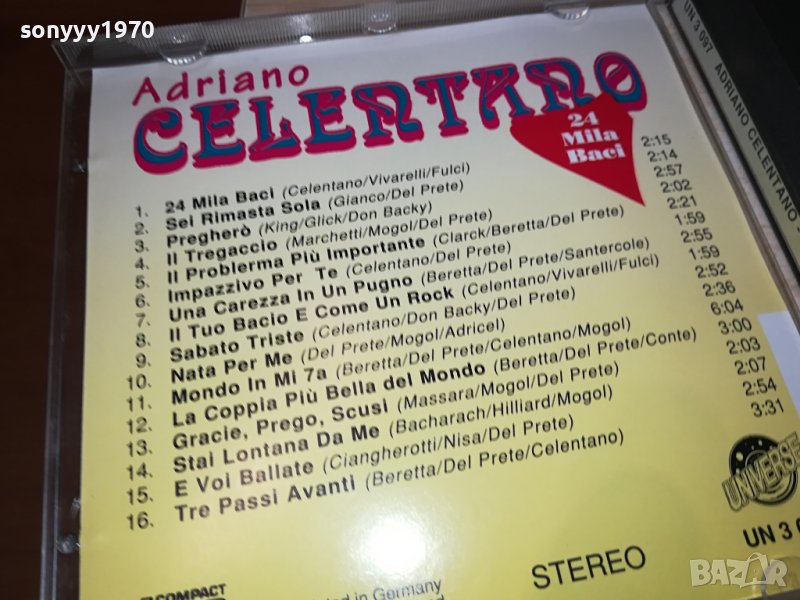 sonyyy1970
Adriano
CELENTANO
24
Mila
Baci
1. 24 Mila Baci (Celentano/Vivarelli/Fulci) 2:15
2. Sei Rimasta Sola (Gianco/Del Prete) 2:14
3. Pregherò (King/Glick/Don Backy) 2:57
4. Il Tregaccio (Marchetti/Mogol/Del Prete) 2:02
5. Il Problerma Più Importante (Clarck/Beretta/Del Prete) 2:21
6. Impazzivo Per Te (Celentano/Del Prete) 1:59
7. Una Carezza In Un Pugno (Beretta/Del Prete/Santercole) 2:55
8. Il Tuo Bacio E Come Un Rock (Celentano/Vivarelli/Fulci) 1:59
9. Sabato Triste (Celentano/Don Backy/Del Prete) 2:52
10. Nata Per Me (Del Prete/Mogol/Adricel) 2:36
11. Mondo In Mi 7a (Beretta/Del Prete/Celentano/Mogol) 6:04
12. La Coppia Più Bella del Mondo (Beretta/Del Prete/Conte) 3:00
13. Gracie, Prego, Scusi (Massara/Mogol/Del Prete) 2:03
14. Stai Lontana Da Me (Bacharach/Hilliard/Mogol) 2:07
15. E Voi Ballate (Ciangherotti/Nisa/Del Prete) 2:54
16. Tre Passi Avanti (Beretta/Del Prete/Celentano) 3:31
UNIVERSE
UN 3 0
STEREO
COMPACT
in Germany
UN 3 097 ADRIANO CELENTANO
BAZAR